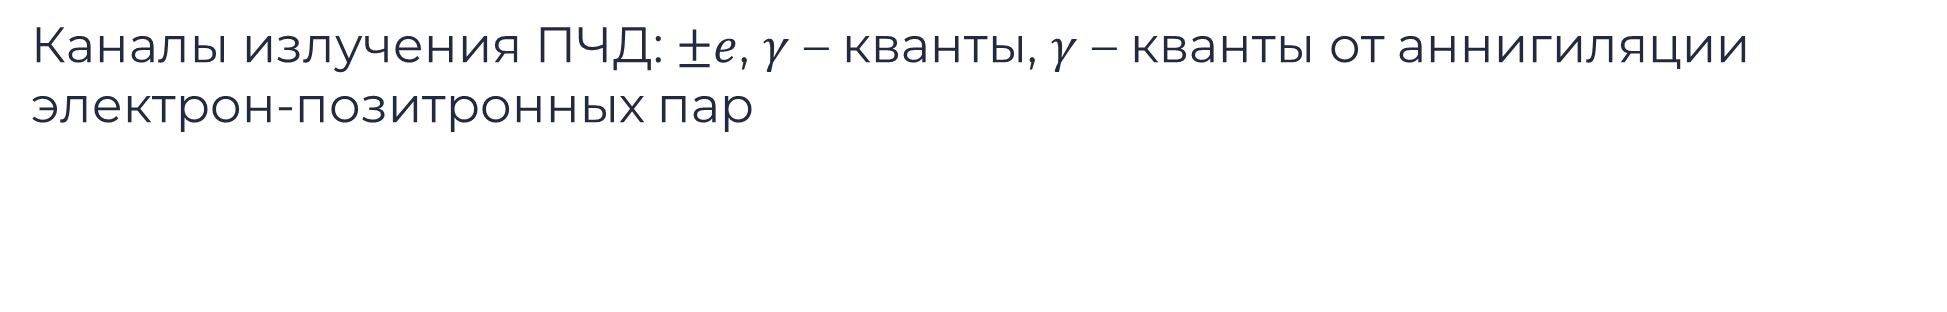 Каналы излучения ПЧД: ±e, γ – кванты, γ – кванты от аннигиляции
электрон-позитронных пар